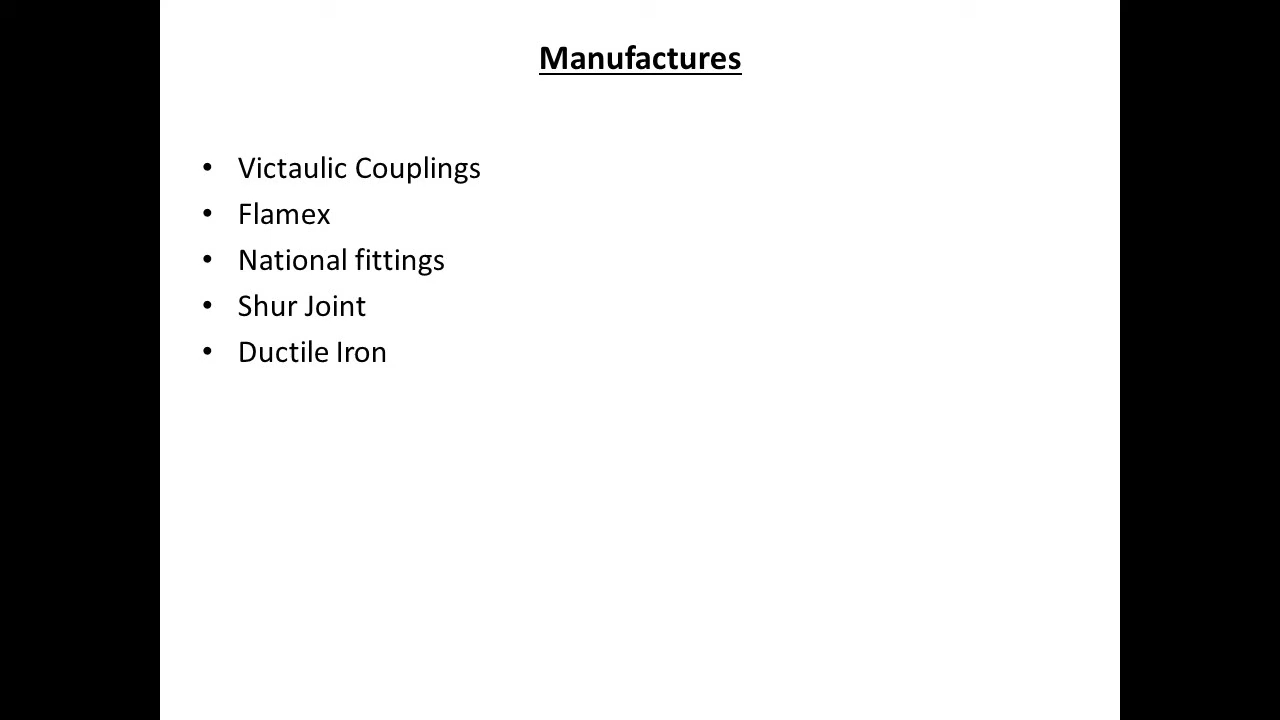 Manufactures
• Victaulic Couplings
• Flamex
• National fittings
• Shur Joint
• Ductile Iron